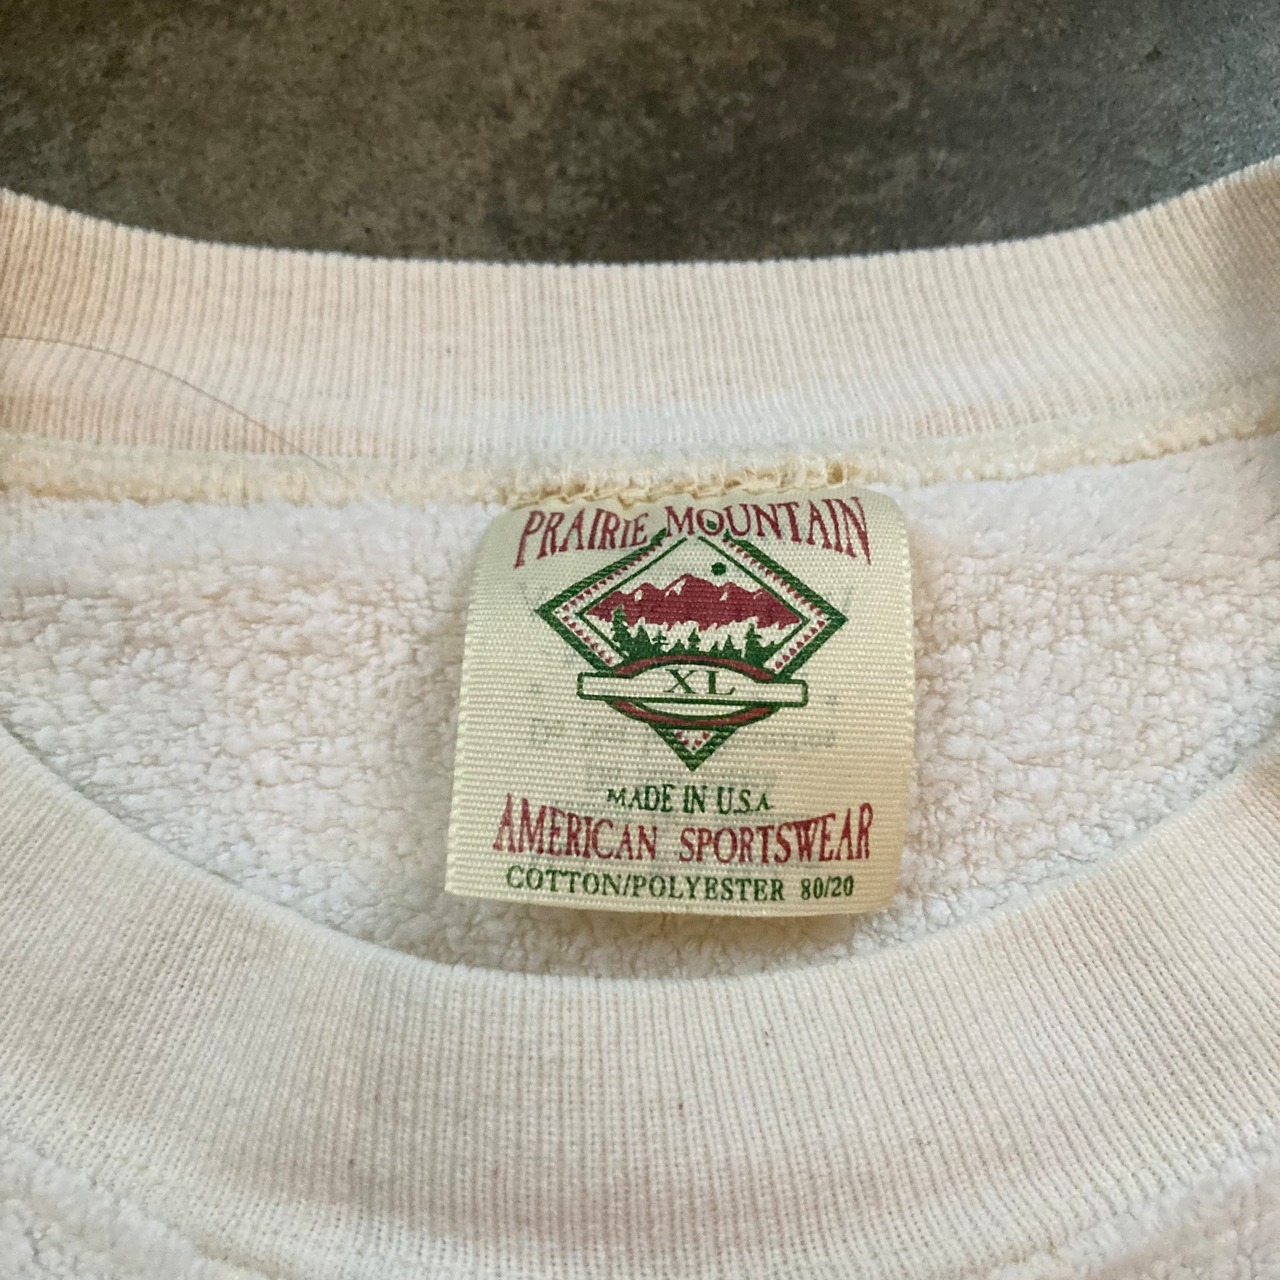 PRAIRIE MOUNTAIN
XL
MADE IN U.S.A
AMERICAN SPORTSWEAR
COTTON/POLYESTER 80/20